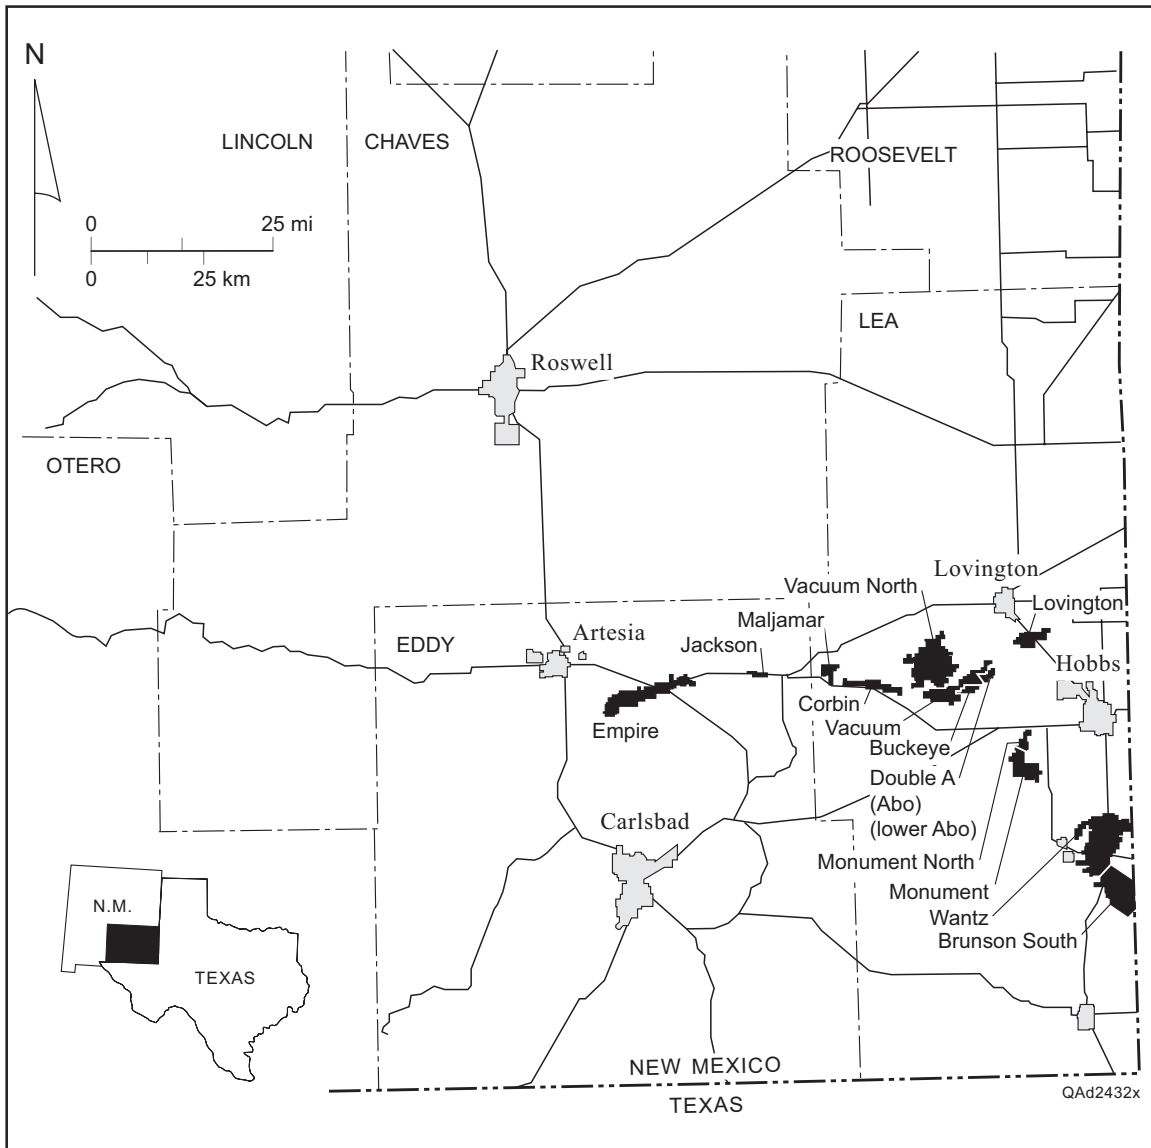 N
LINCOLN
CHAVES
ROOSEVELT
0
25 mi
0
25 km
LEA
Roswell
OTERO
Lovington
Vacuum North
Lovington
Maljamar
Artesia
EDDY
Jackson
Hobbs
Corbin
Empire
Vacuum
Buckeye
Double A
(Abo)
(lower Abo)
Carlsbad
Monument North
Monument
Wantz
Brunson South
N.M.
TEXAS
NEW MEXICO
TEXAS
QAd2432x